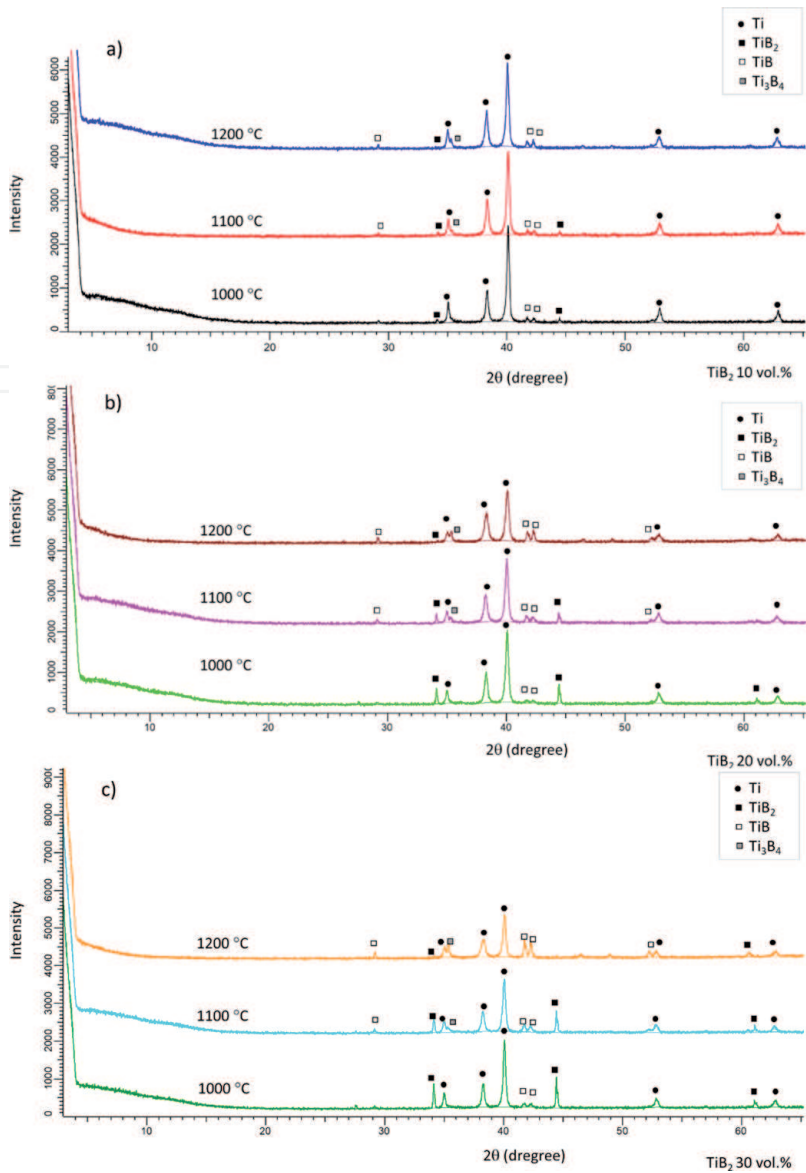 a)
Ti
TiB₂
TiB
Ti₃B₄
6000
5000
4000
3000
2000
1000
0
Intensity
1200 °C
1100 °C
1000 °C
10 20 30 40 50 60
2θ (dregree)
TiB₂ 10 vol.%
b)
Ti
TiB₂
TiB
Ti₃B₄
8000
7000
6000
5000
4000
3000
2000
1000
0
Intensity
1200 °C
1100 °C
1000 °C
10 20 30 40 50 60
2θ (dregree)
TiB₂ 20 vol.%
c)
Ti
TiB₂
TiB
Ti₃B₄
9000
8000
7000
6000
5000
4000
3000
2000
1000
0
Intensity
1200 °C
1100 °C
1000 °C
10 20 30 40 50 60
2θ (dregree)
TiB₂ 30 vol.%